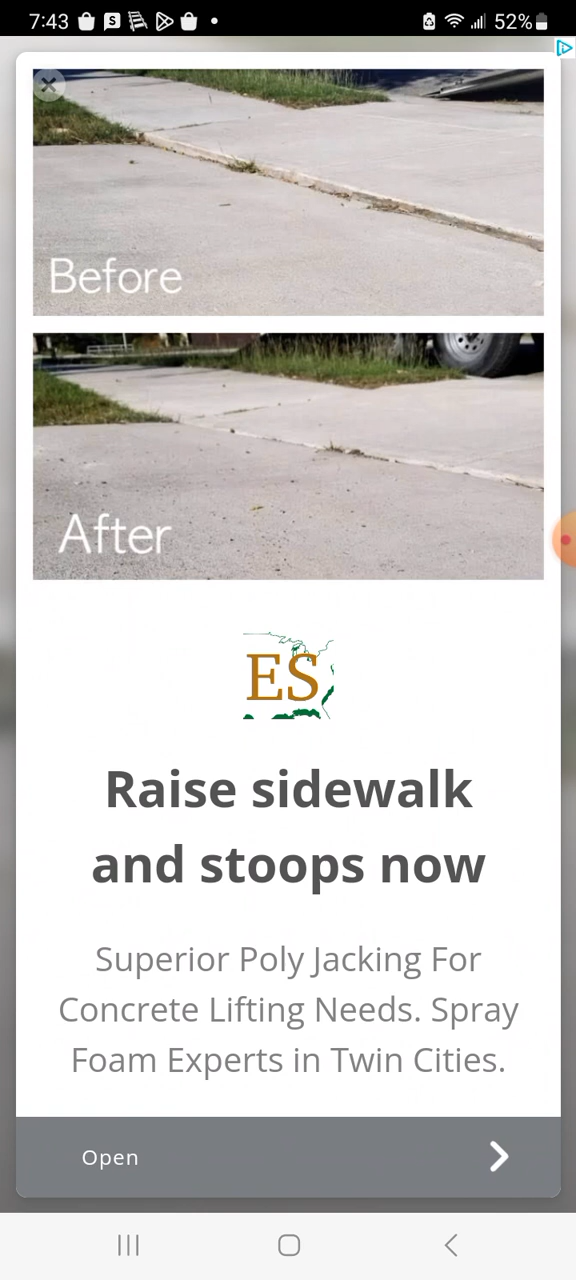 7:43
S
52%
Before
After
ES
Raise sidewalk
and stoops now
Superior Poly Jacking For
Concrete Lifting Needs. Spray
Foam Experts in Twin Cities.
Open